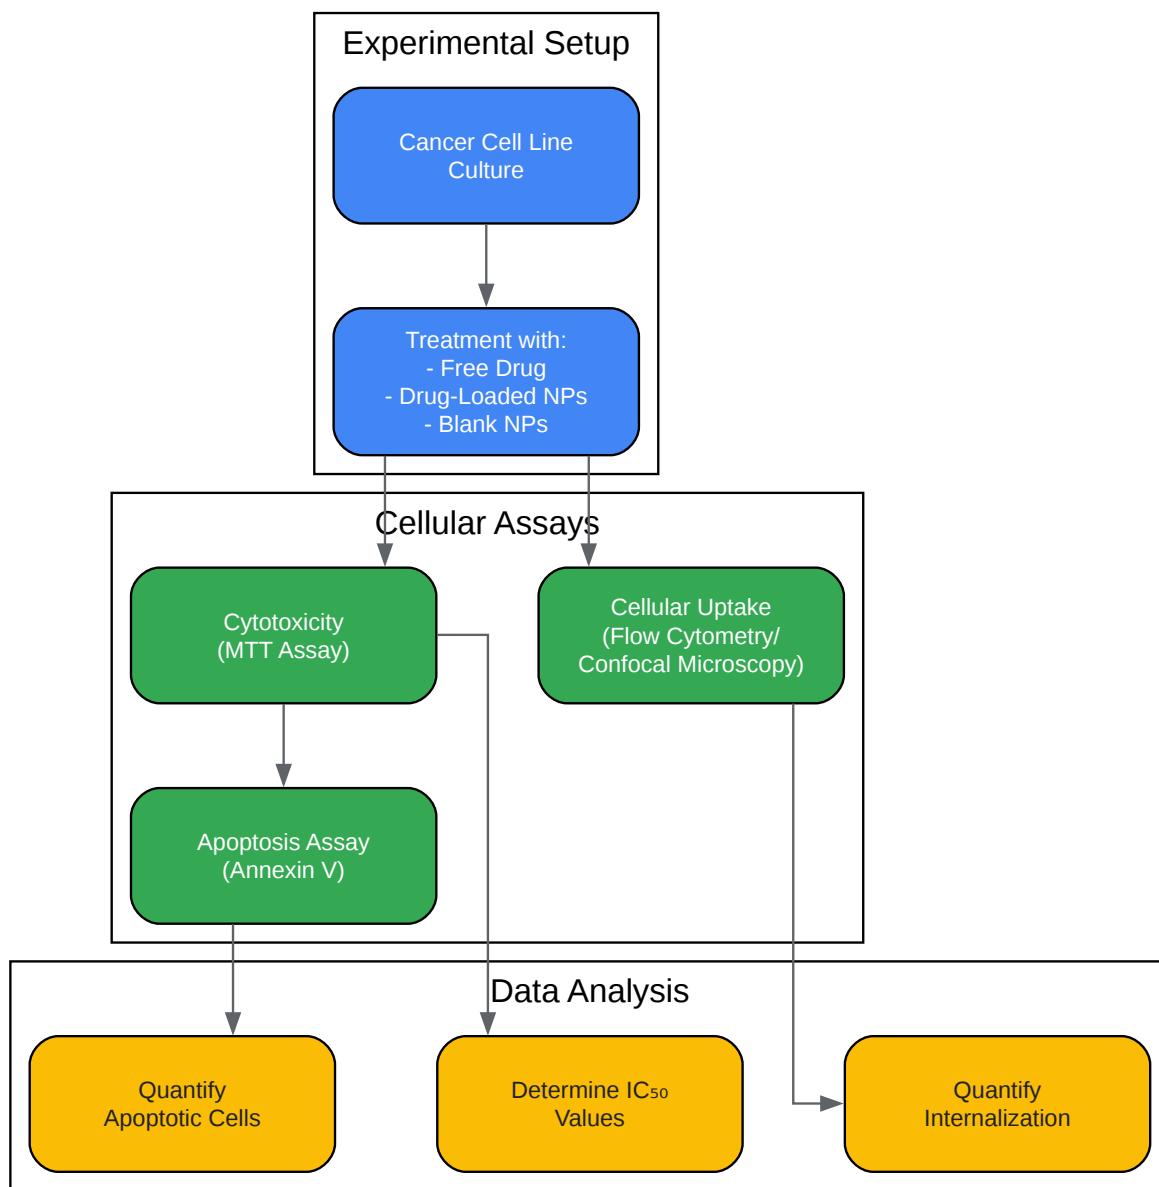 Experimental Setup
Cancer Cell Line
Culture
Treatment with:
- Free Drug
- Drug-Loaded NPs
- Blank NPs
Cellular Assays
Cytotoxicity
(MTT Assay)
Cellular Uptake
(Flow Cytometry/
Confocal Microscopy)
Apoptosis Assay
(Annexin V)
Data Analysis
Quantify
Apoptotic Cells
Determine IC₅₀
Values
Quantify
Internalization